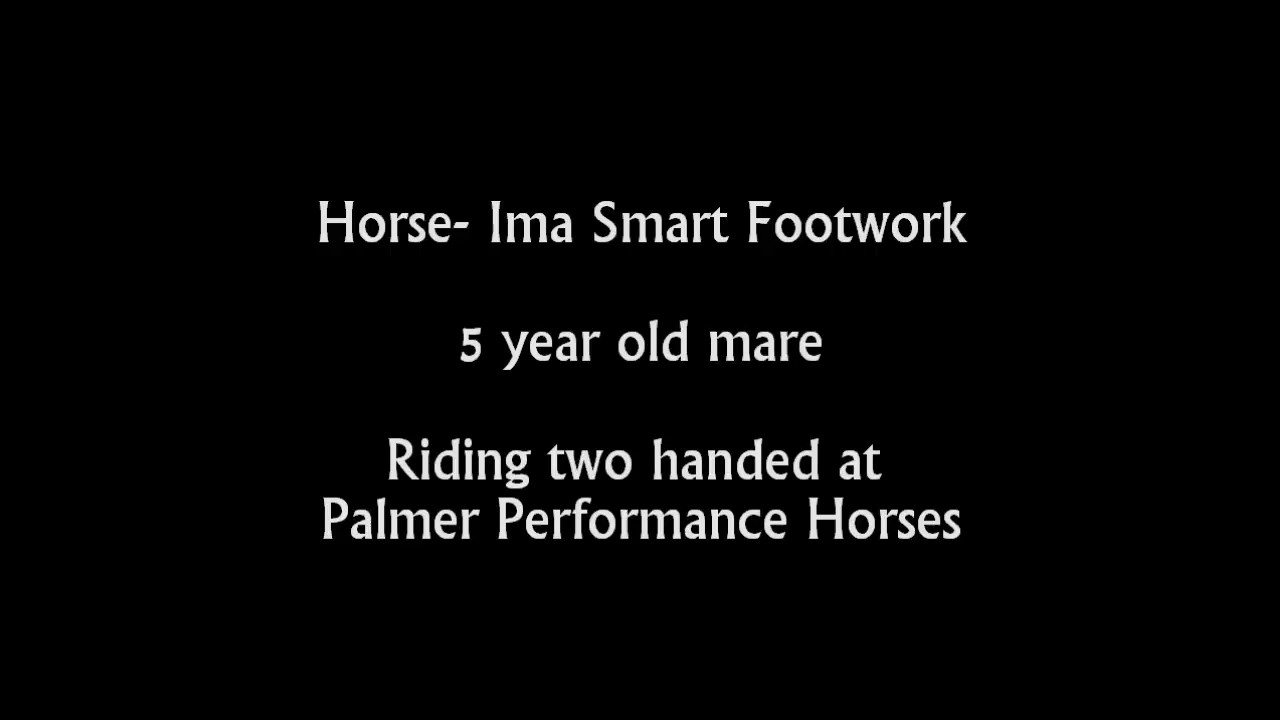 Horse- Ima Smart Footwork
5 year old mare
Riding two handed at
Palmer Performance Horses